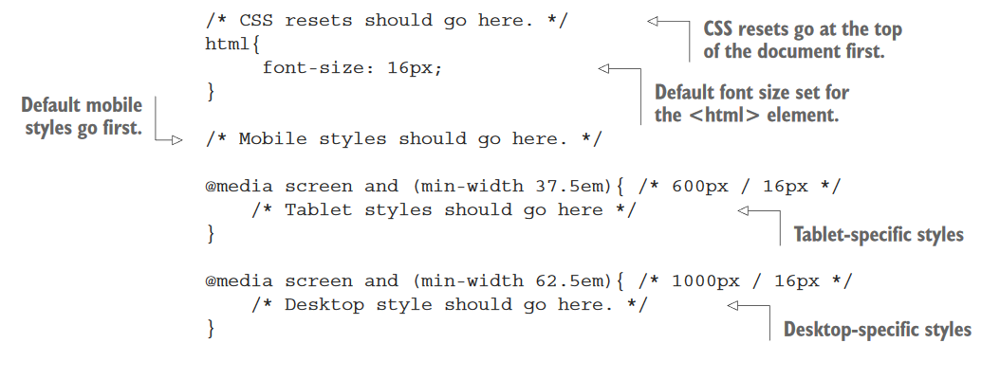 /* CSS resets should go here. */
CSS resets go at the top
of the document first.
html{
font-size: 16px;
}
Default font size set for
the <html> element.
Default mobile
styles go first.
/* Mobile styles should go here. */
@media screen and (min-width 37.5em){ /* 600px / 16px */
/* Tablet styles should go here */
}
Tablet-specific styles
@media screen and (min-width 62.5em){ /* 1000px / 16px */
/* Desktop style should go here. */
}
Desktop-specific styles